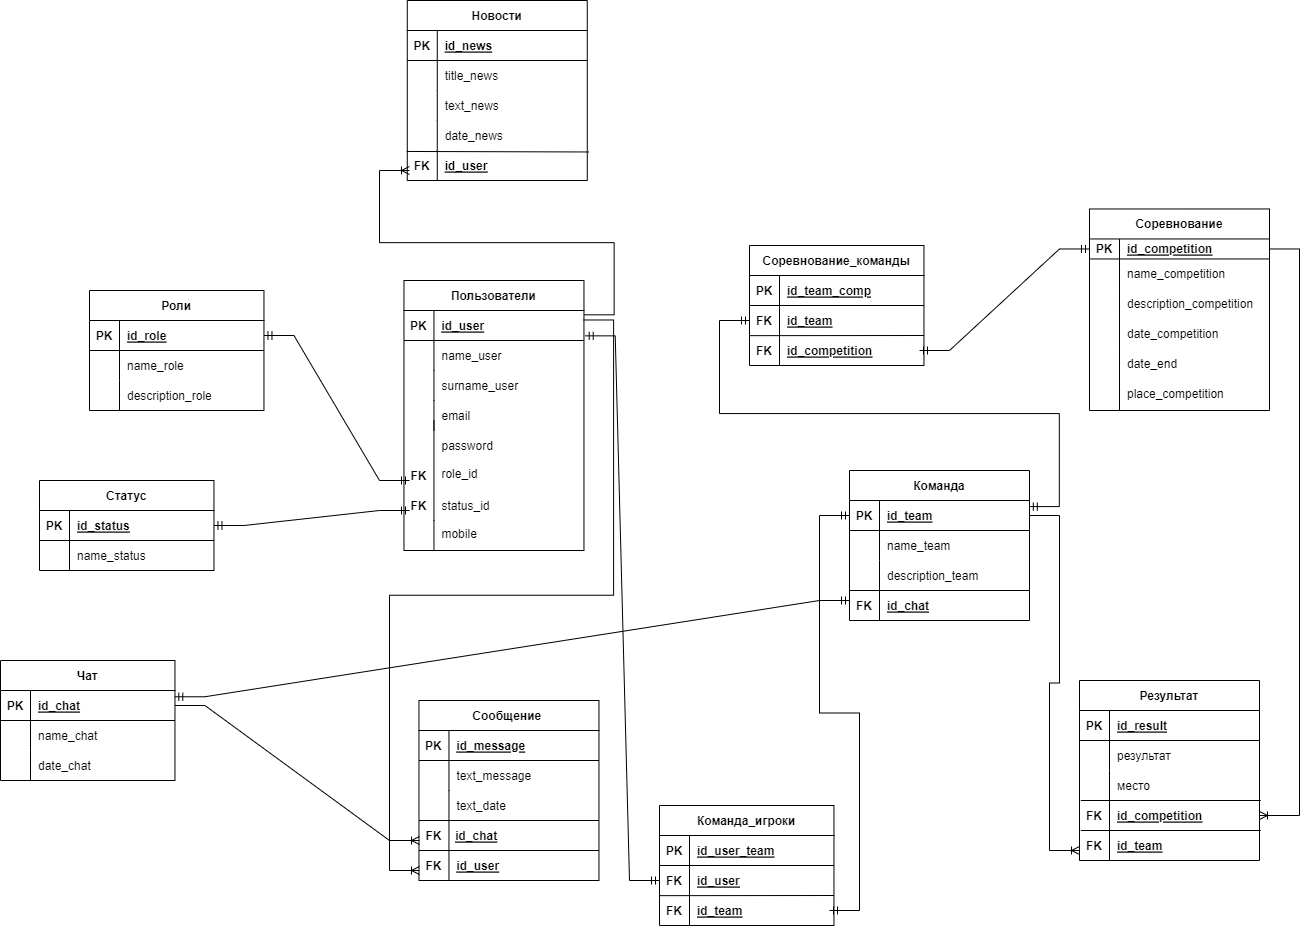 Новости
PK id_news
title_news
text_news
date_news
FK id_user
Соревнование
PK id_competition
name_competition
description_competition
date_competition
date_end
place_competition
Соревнование_команды
PK id_team_comp
FK id_team
FK id_competition
Роли
PK id_role
name_role
description_role
Пользователи
PK id_user
name_user
surname_user
email
password
FK role_id
FK status_id
mobile
Статус
PK id_status
name_status
Команда
PK id_team
name_team
description_team
FK id_chat
Чат
PK id_chat
name_chat
date_chat
Сообщение
PK id_message
text_message
text_date
FK id_chat
FK id_user
Команда_игроки
PK id_user_team
FK id_user
FK id_team
Результат
PK id_result
результат
место
FK id_competition
FK id_team